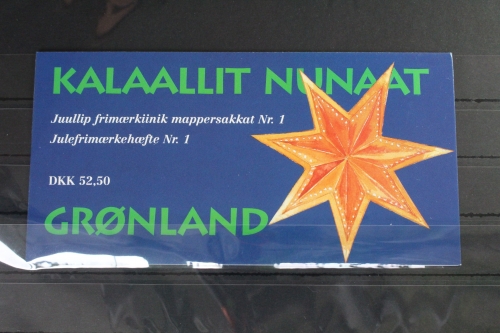 KALAALLIT NUNAAT
Juullip frimærkiinik mappersakkat Nr. 1
Julefrimærkehæfte Nr. 1
DKK 52,50
GRØNLAND